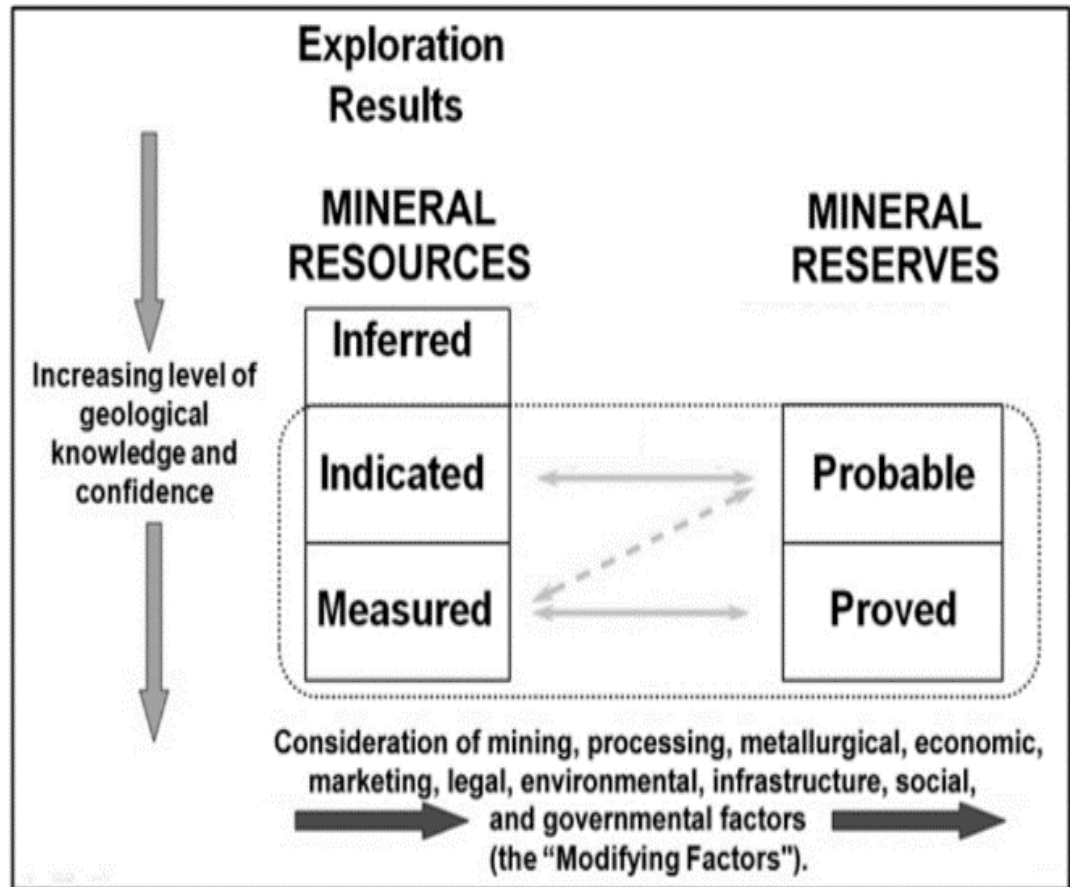 Exploration
Results
MINERAL
RESOURCES
MINERAL
RESERVES
Inferred
Increasing level of
geological
knowledge and
confidence
Indicated
Probable
Measured
Proved
Consideration of mining, processing, metallurgical, economic,
marketing, legal, environmental, infrastructure, social,
and governmental factors
(the “Modifying Factors").